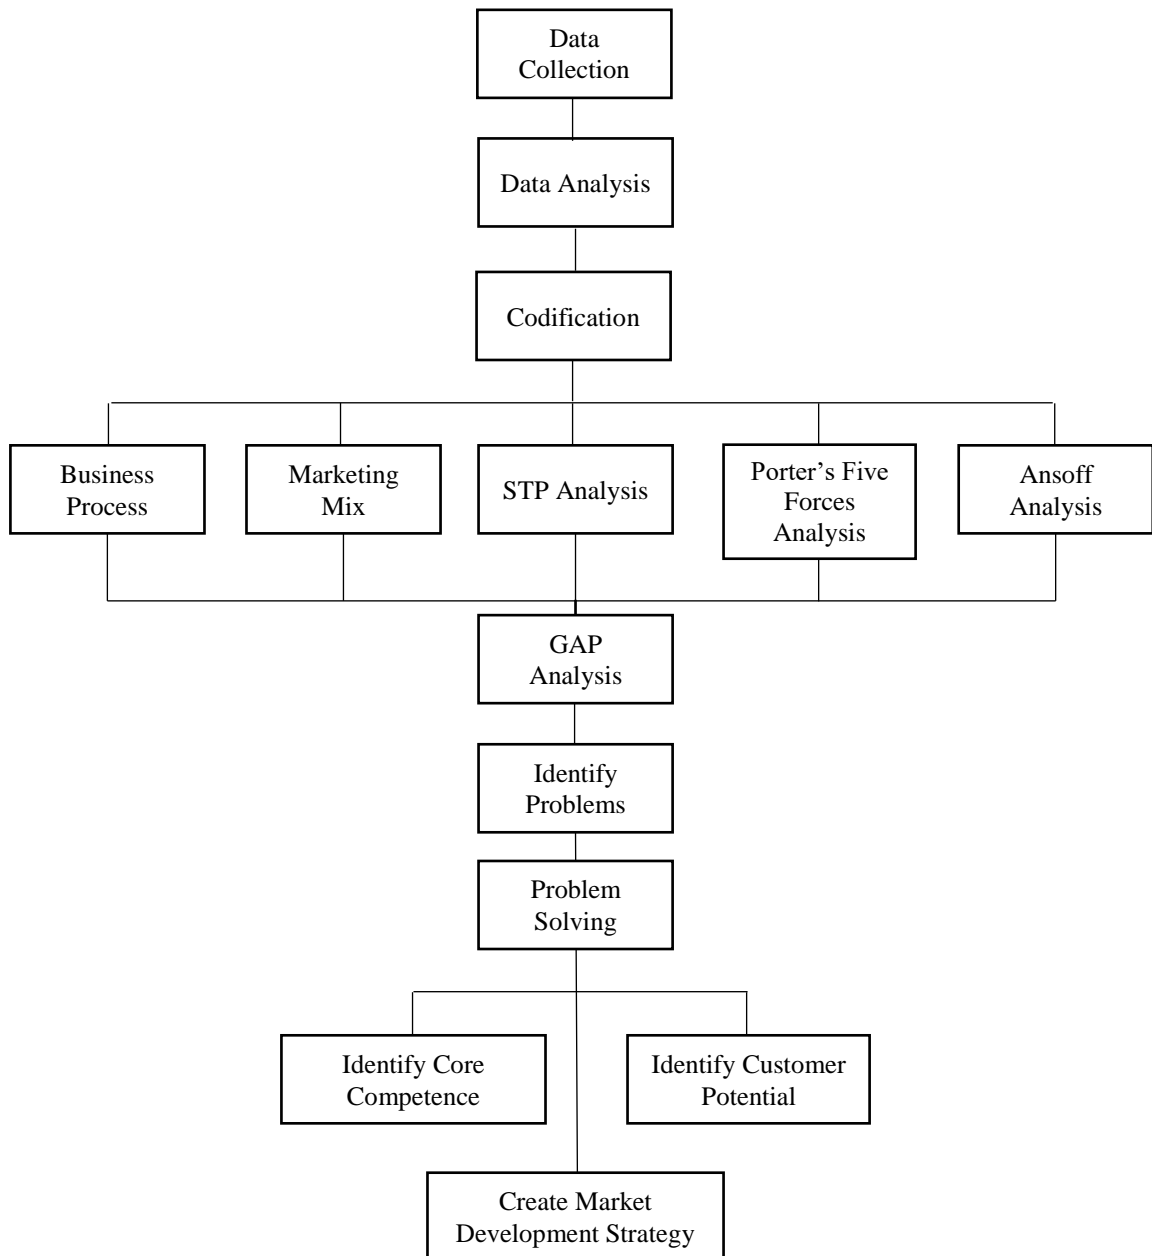 Data
Collection
Data Analysis
Codification
Business
Process
Marketing
Mix
STP Analysis
Porter’s Five
Forces
Analysis
Ansoff
Analysis
GAP
Analysis
Identify
Problems
Problem
Solving
Identify Core
Competence
Identify Customer
Potential
Create Market
Development Strategy